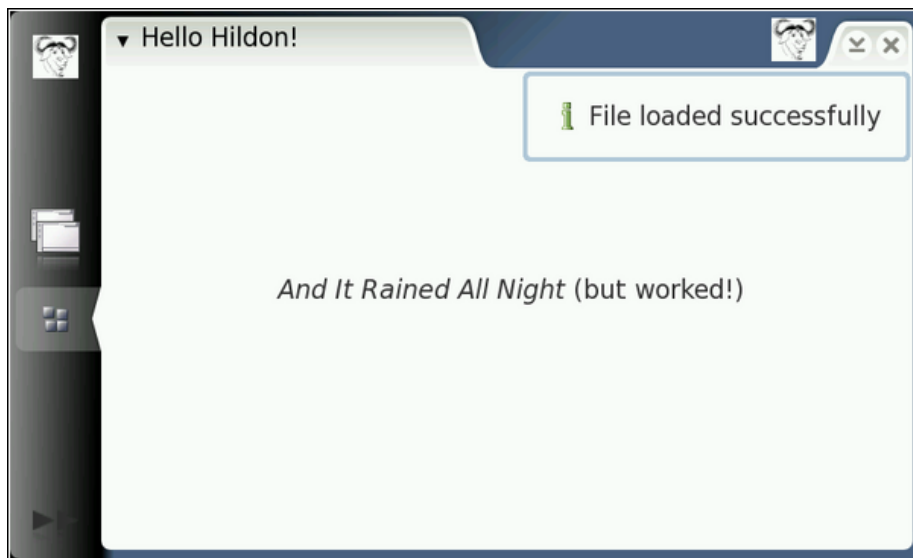 Hello Hildon!
File loaded successfully
And It Rained All Night (but worked!)